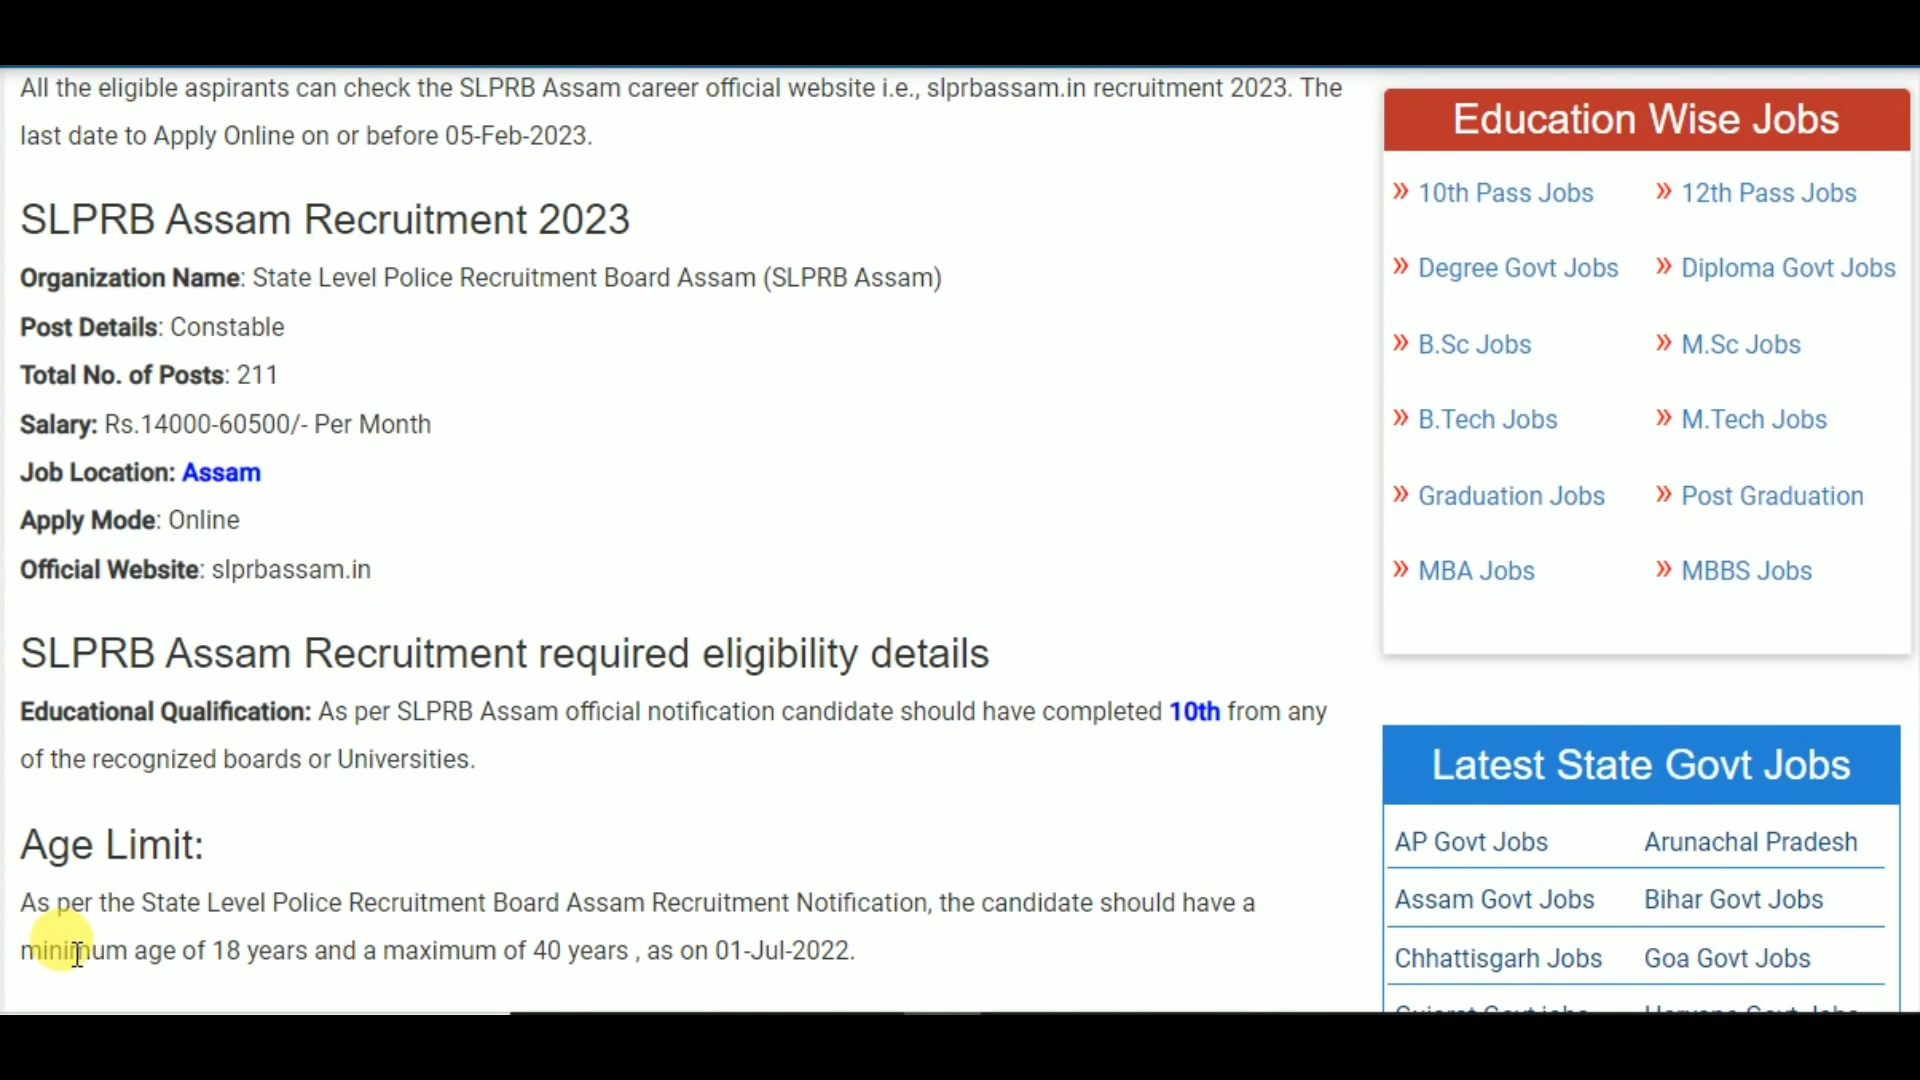 All the eligible aspirants can check the SLPRB Assam career official website i.e., slprbassam.in recruitment 2023. The
last date to Apply Online on or before 05-Feb-2023.
SLPRB Assam Recruitment 2023
Organization Name: State Level Police Recruitment Board Assam (SLPRB Assam)
Post Details: Constable
Total No. of Posts: 211
Salary: Rs.14000-60500/- Per Month
Job Location: Assam
Apply Mode: Online
Official Website: slprbassam.in
SLPRB Assam Recruitment required eligibility details
Educational Qualification: As per SLPRB Assam official notification candidate should have completed 10th from any
of the recognized boards or Universities.
Age Limit:
As per the State Level Police Recruitment Board Assam Recruitment Notification, the candidate should have a
minimum age of 18 years and a maximum of 40 years , as on 01-Jul-2022.
Education Wise Jobs
» 10th Pass Jobs » 12th Pass Jobs
» Degree Govt Jobs » Diploma Govt Jobs
» B.Sc Jobs » M.Sc Jobs
» B.Tech Jobs » M.Tech Jobs
» Graduation Jobs » Post Graduation
» MBA Jobs » MBBS Jobs
Latest State Govt Jobs
AP Govt Jobs Arunachal Pradesh
Assam Govt Jobs Bihar Govt Jobs
Chhattisgarh Jobs Goa Govt Jobs